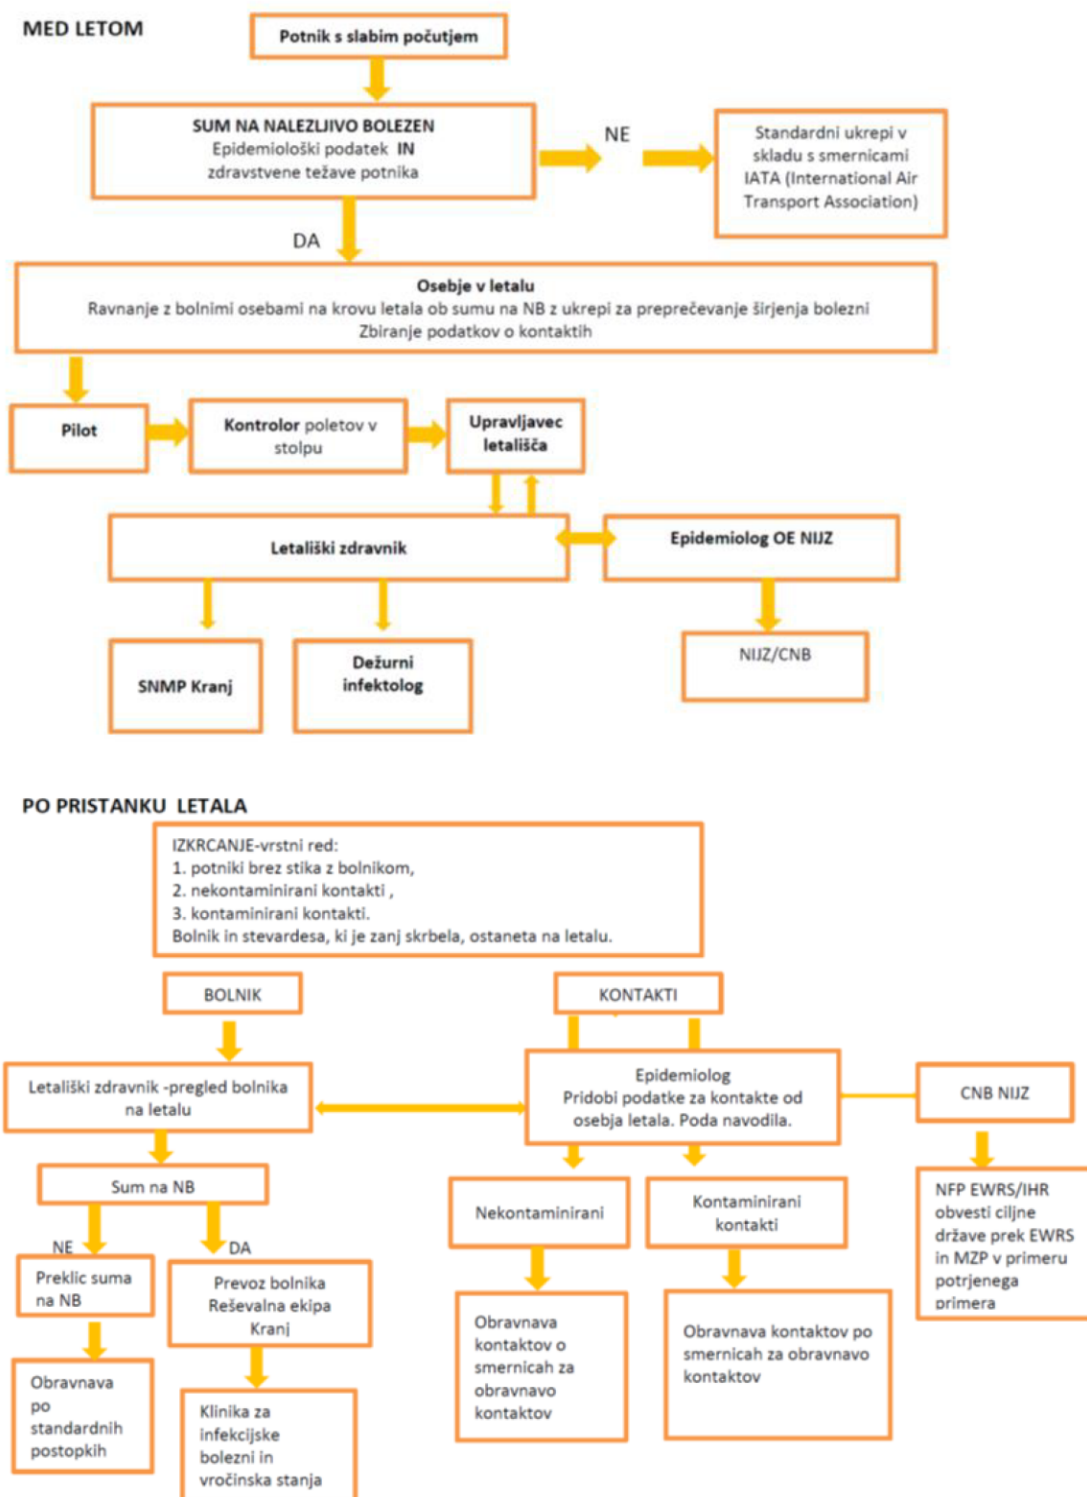 MED LETOM
Potnik s slabim počutjem
SUM NA NALEZLJIVO BOLEZEN
Epidemiološki podatek IN
zdravstvene težave potnika
NE
Standardni ukrepi v
skladu s smernicami
IATA (International Air
Transport Association)
DA
Osebje v letalu
Ravnanje z bolnimi osebami na krovu letala ob sumu na NB z ukrepi za preprečevanje širjenja bolezni
Zbiranje podatkov o kontaktih
Pilot
Kontrolor poletov v
stolpu
Upravljavec
letališča
Letališki zdravnik
Epidemiolog OE NIJZ
SNMP Kranj
Dežurni
infektolog
NIJZ/CNB
PO PRISTANKU LETALA
IZKRCANJE-vrstni red:
1. potniki brez stika z bolnikom,
2. nekontaminirani kontakti ,
3. kontaminirani kontakti.
Bolnik in stevardesa, ki je zanj skrbela, ostaneta na letalu.
BOLNIK
KONTAKTI
Letališki zdravnik -pregled bolnika
na letalu
Epidemiolog
Pridobi podatke za kontakte od
osebja letala. Poda navodila.
CNB NIJZ
Sum na NB
Nekontaminirani
Kontaminirani
kontakti
NFP EWRS/IHR
obvesti ciljne
države prek EWRS
in MZP v primeru
potrjenega
primera
NE
DA
Preklic suma
na NB
Prevoz bolnika
Reševalna ekipa
Kranj
Obravnava
kontaktov o
smernicah za
obravnavo
kontaktov
Obravnava kontaktov po
smernicah za obravnavo
kontaktov
Obravnava
po
standardnih
postopkih
Klinika za
infekcijske
bolezni in
vročinska stanja